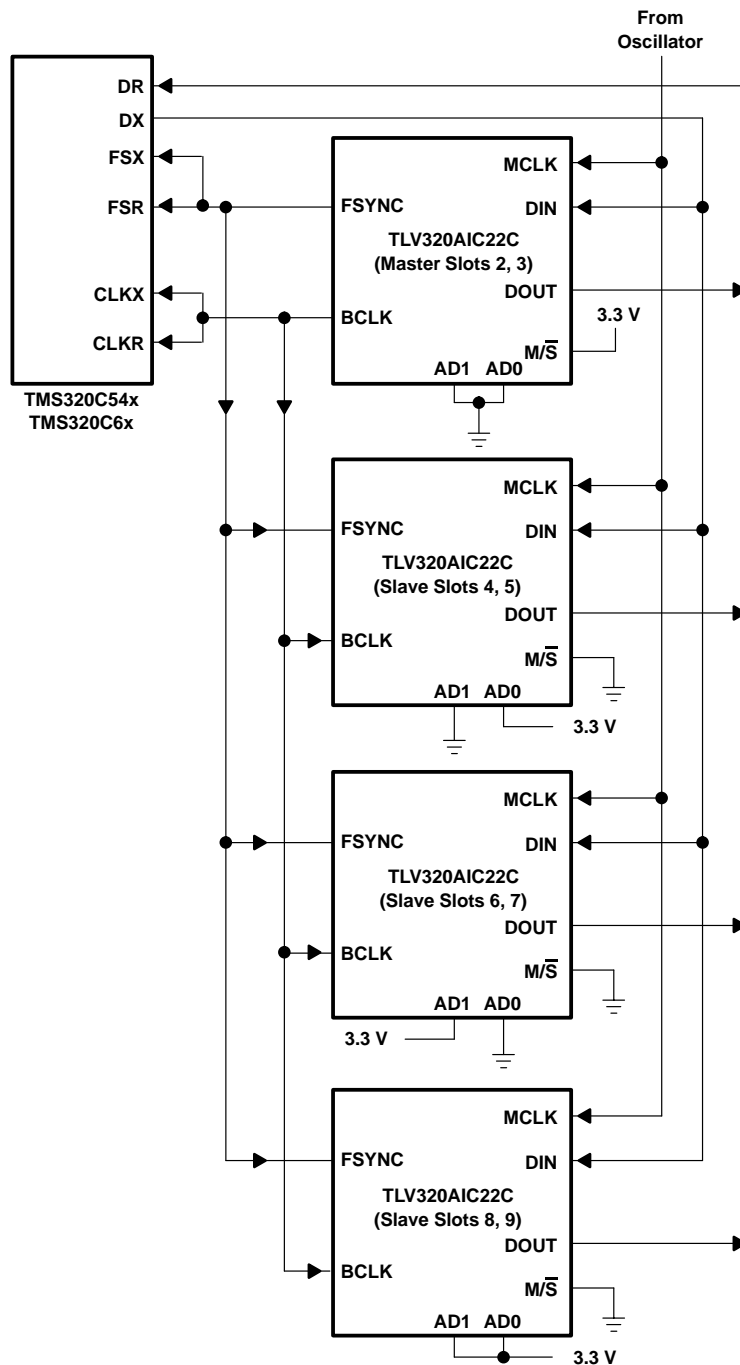 From
Oscillator
DR
DX
FSX
FSR
CLKX
CLKR
TMS320C54x
TMS320C6x
MCLK
FSYNC
DIN
TLV320AIC22C
(Master Slots 2, 3)
DOUT
3.3 V
BCLK
M/S̅
AD1 AD0
MCLK
FSYNC
DIN
TLV320AIC22C
(Slave Slots 4, 5)
DOUT
BCLK
M/S̅
AD1 AD0
3.3 V
MCLK
FSYNC
DIN
TLV320AIC22C
(Slave Slots 6, 7)
DOUT
BCLK
M/S̅
AD1 AD0
3.3 V
MCLK
FSYNC
DIN
TLV320AIC22C
(Slave Slots 8, 9)
DOUT
BCLK
M/S̅
AD1 AD0
3.3 V